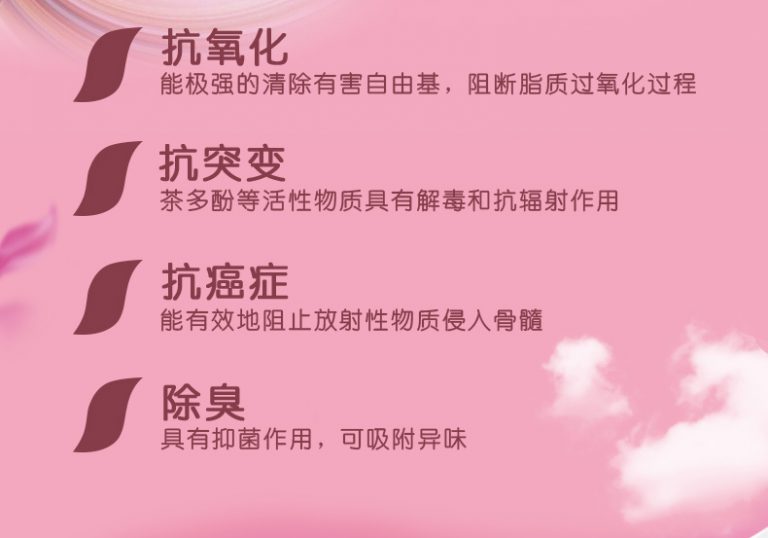 抗氧化
能极强的清除有害自由基，阻断脂质过氧化过程
抗突变
茶多酚等活性物质具有解毒和抗辐射作用
抗癌症
能有效地阻止放射性物质侵入骨髓
除臭
具有抑菌作用，可吸附异味